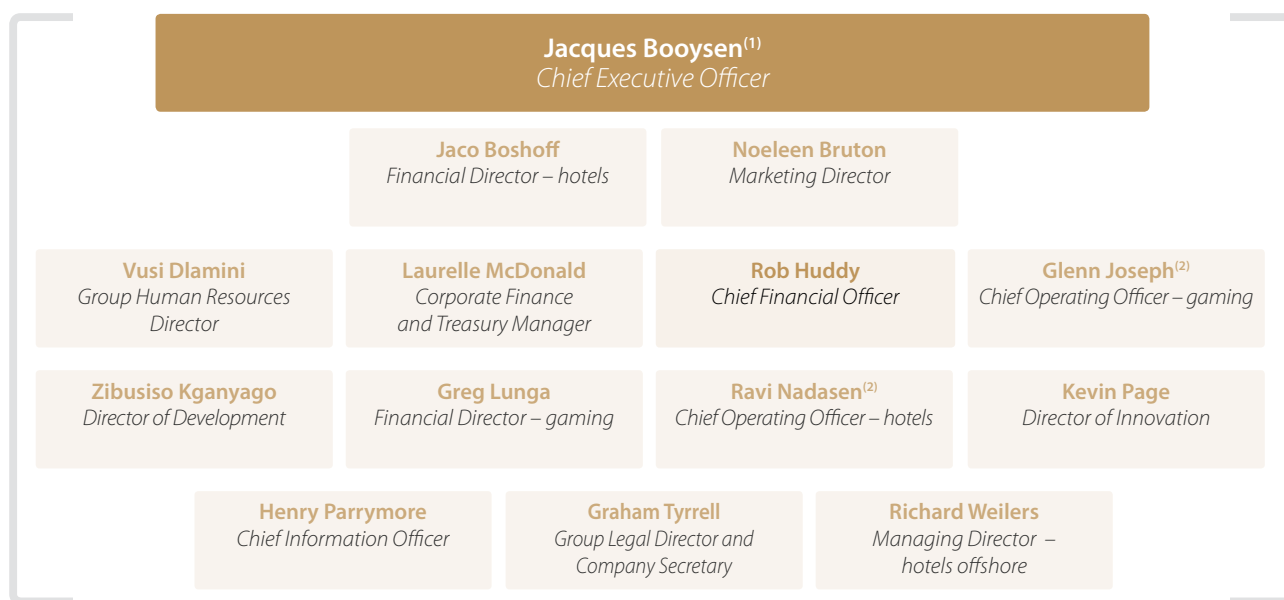 Jacques Booysen(1)
Chief Executive Officer
Jaco Boshoff
Financial Director – hotels
Noeleen Bruton
Marketing Director
Vusi Dlamini
Group Human Resources
Director
Laurelle McDonald
Corporate Finance
and Treasury Manager
Rob Huddy
Chief Financial Officer
Glenn Joseph(2)
Chief Operating Officer – gaming
Zibusiso Kganyago
Director of Development
Greg Lunga
Financial Director – gaming
Ravi Nadasen(2)
Chief Operating Officer – hotels
Kevin Page
Director of Innovation
Henry Parrymore
Chief Information Officer
Graham Tyrrell
Group Legal Director and
Company Secretary
Richard Weilers
Managing Director –
hotels offshore